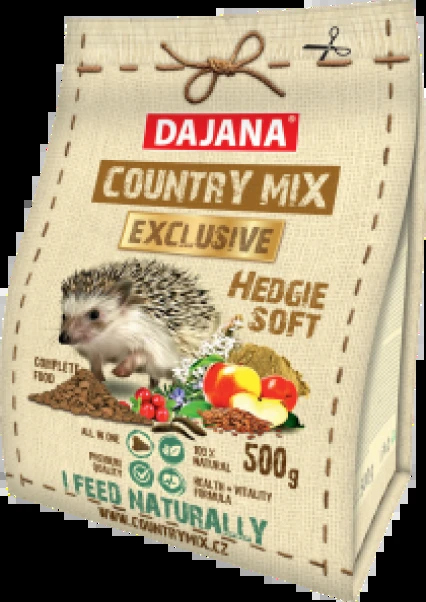 DAJANA®
COUNTRY MIX
EXCLUSIVE
HEDGIE
SOFT
COMPLETE
FOOD
ALL IN ONE
100 %
NATURAL
PREMIUM
QUALITY
HEALTH + VITALITY
FORMULA
500g
I FEED NATURALLY
WWW.COUNTRYMIX.CZ